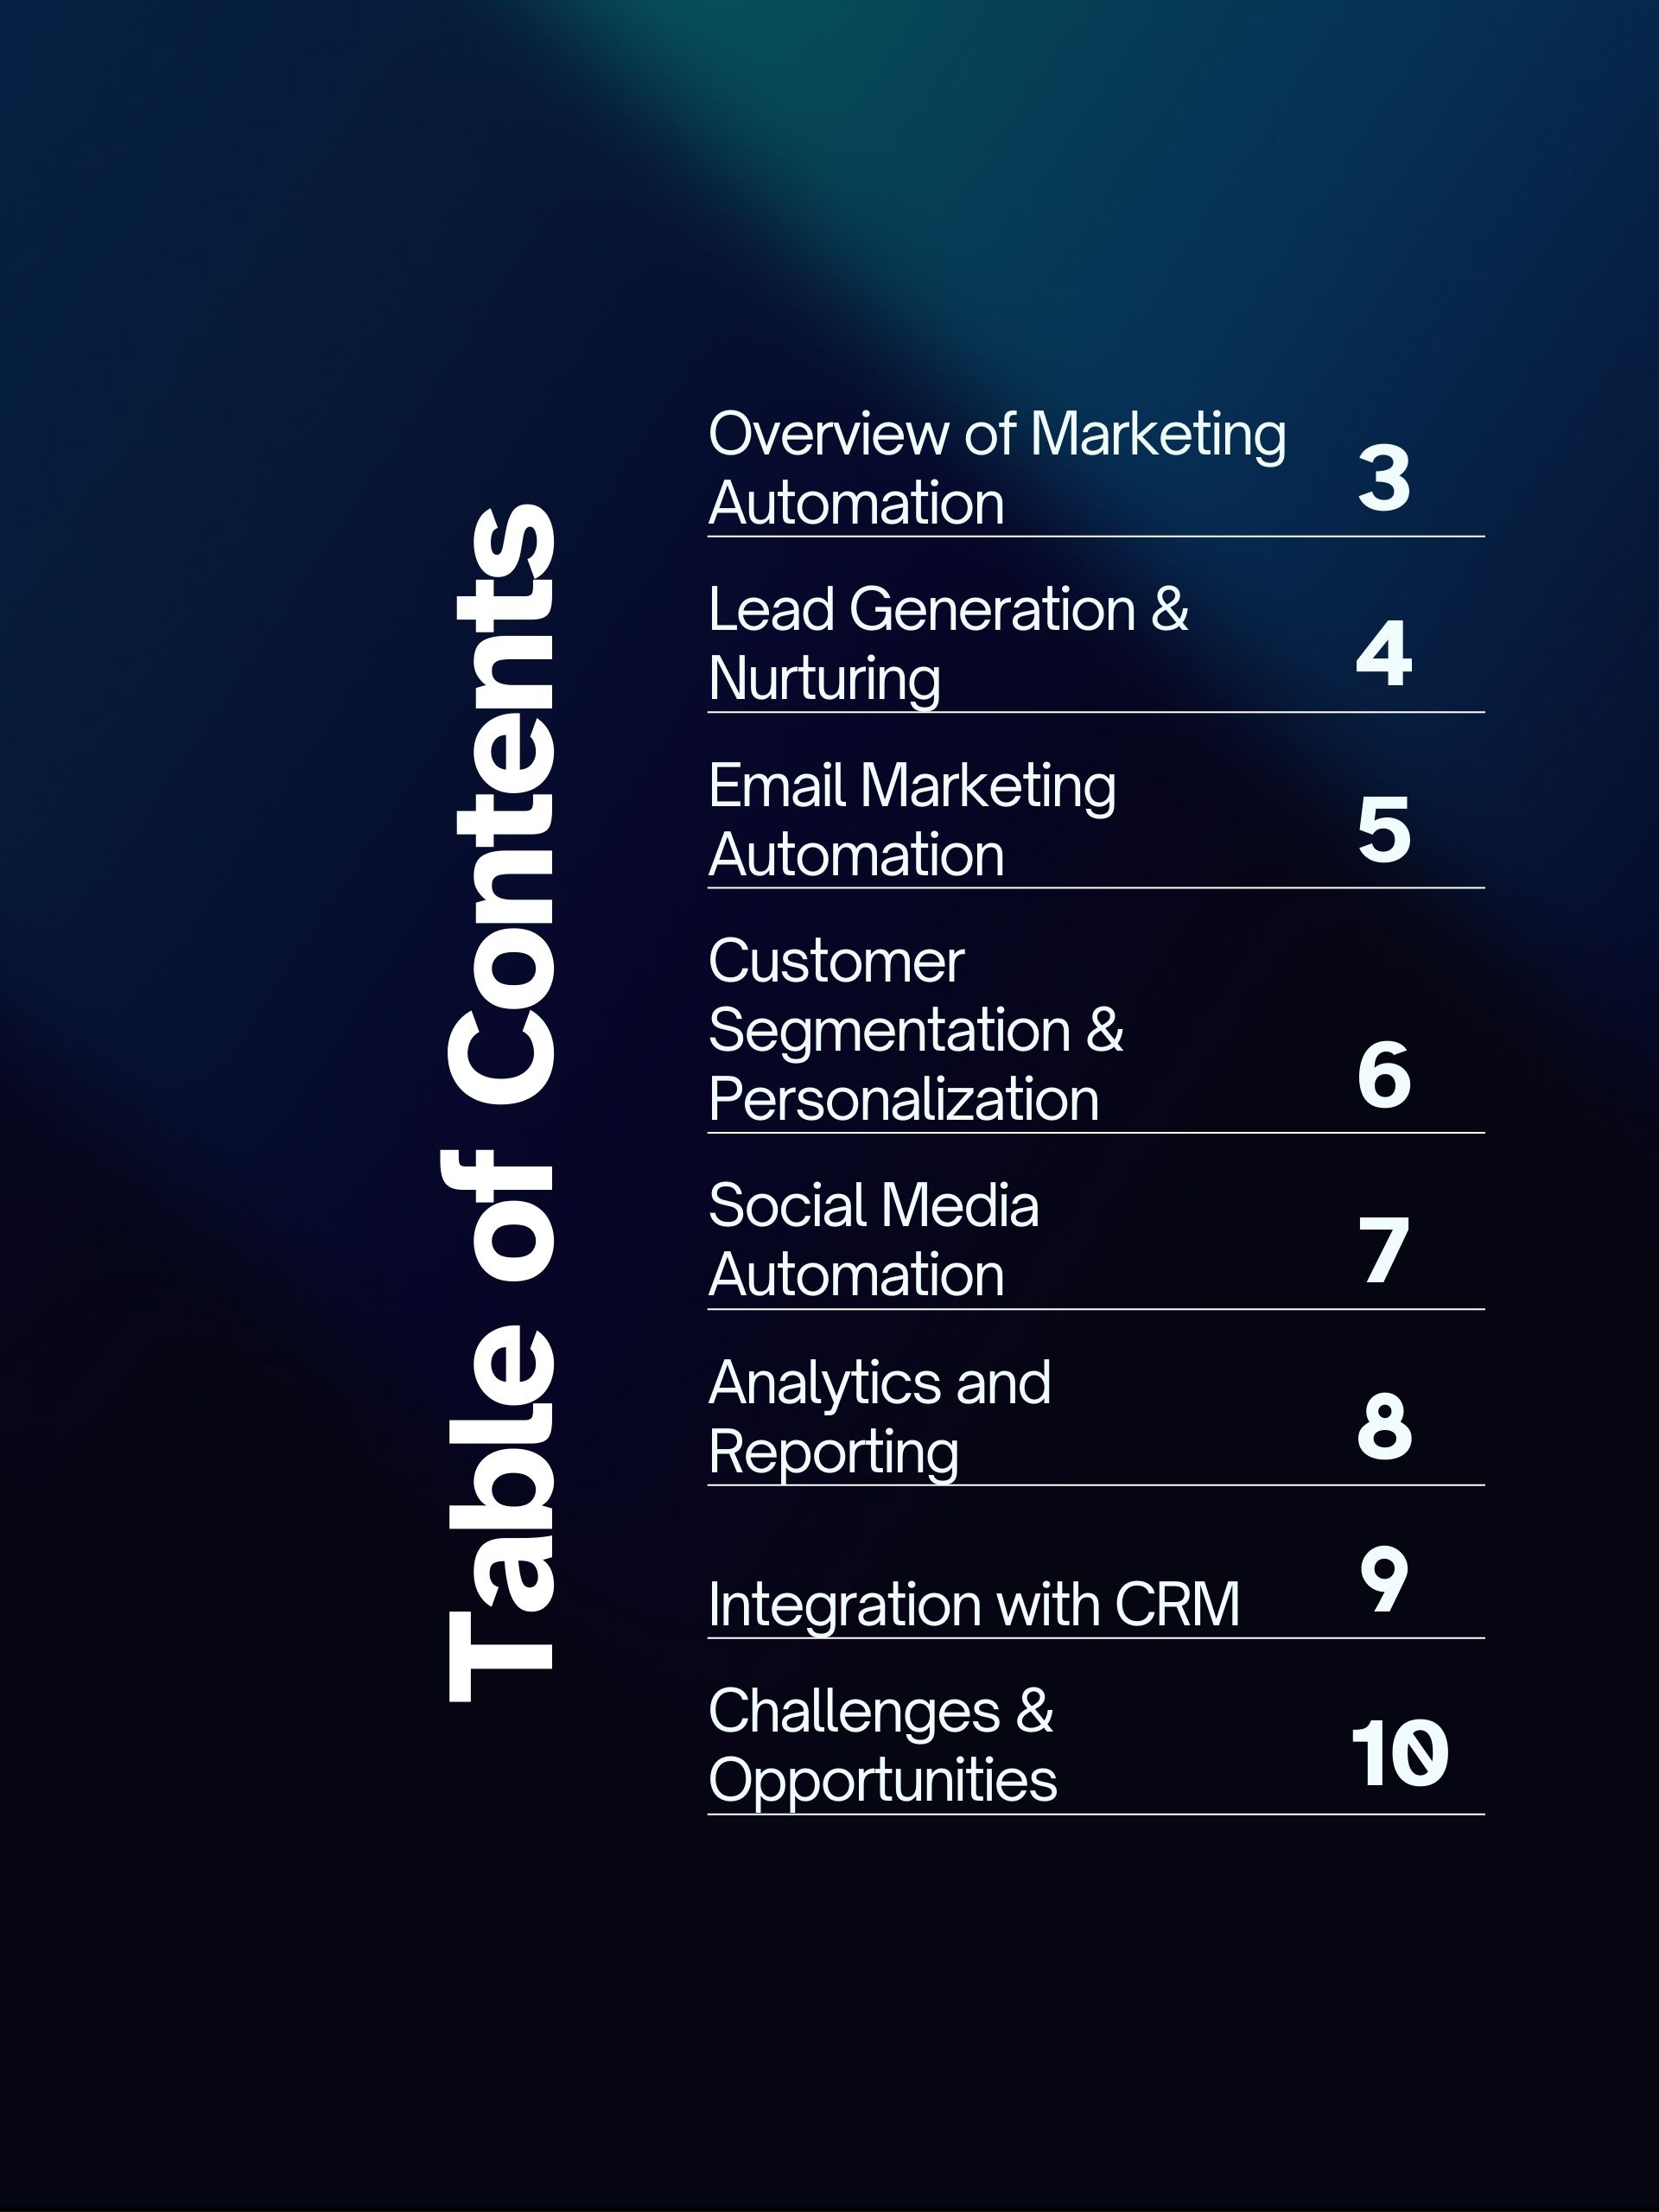 Table of Contents
Overview of Marketing
Automation
3
Lead Generation &
Nurturing
4
Email Marketing
Automation
5
Customer
Segmentation &
Personalization
6
Social Media
Automation
7
Analytics and
Reporting
8
Integration with CRM
9
Challenges &
Opportunities
10